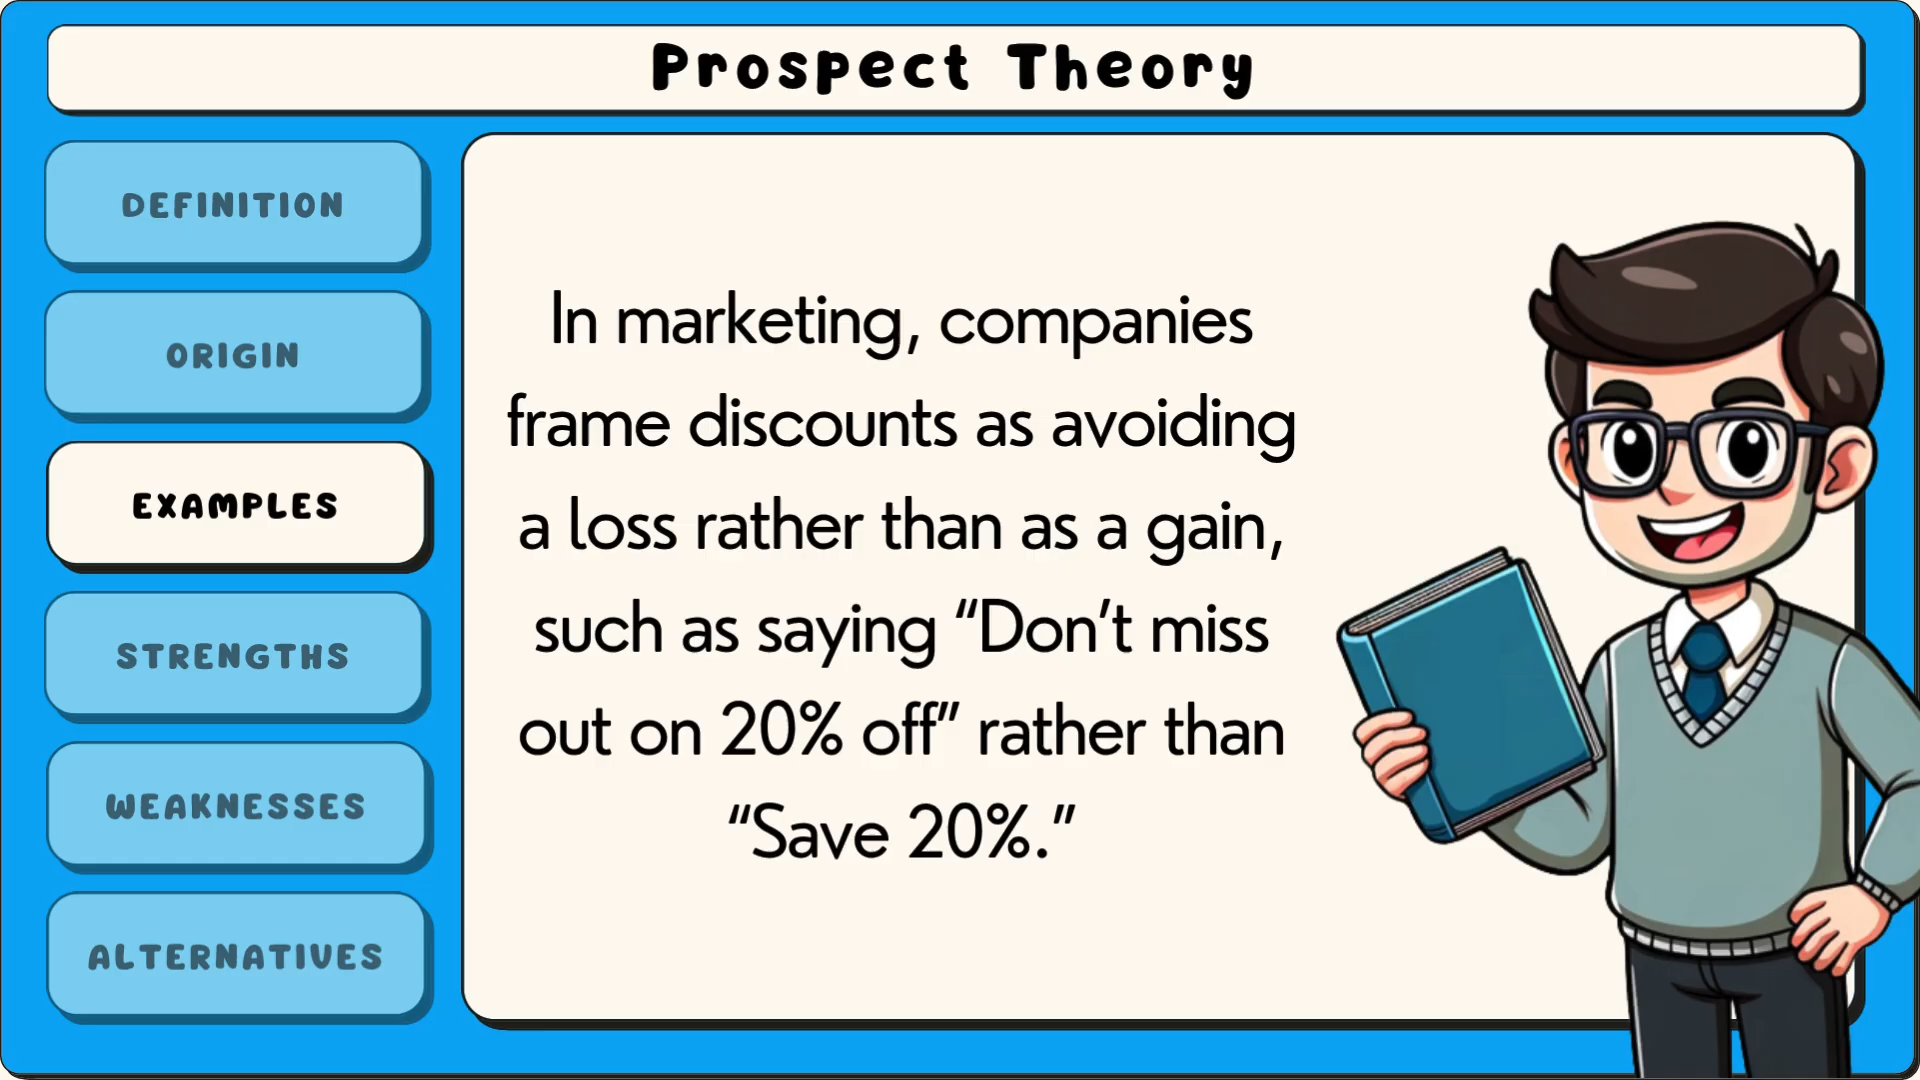 Prospect Theory
DEFINITION
ORIGIN
EXAMPLES
STRENGTHS
WEAKNESSES
ALTERNATIVES
In marketing, companies
frame discounts as avoiding
a loss rather than as a gain,
such as saying “Don’t miss
out on 20% off” rather than
“Save 20%.”